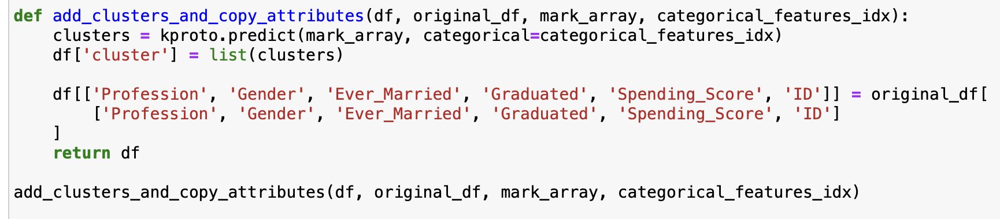 def add_clusters_and_copy_attributes(df, original_df, mark_array, categorical_features_idx):
    clusters = kproto.predict(mark_array, categorical=categorical_features_idx)
    df['cluster'] = list(clusters)

    df[['Profession', 'Gender', 'Ever_Married', 'Graduated', 'Spending_Score', 'ID']] = original_df[
        ['Profession', 'Gender', 'Ever_Married', 'Graduated', 'Spending_Score', 'ID']
    ]
    return df

add_clusters_and_copy_attributes(df, original_df, mark_array, categorical_features_idx)